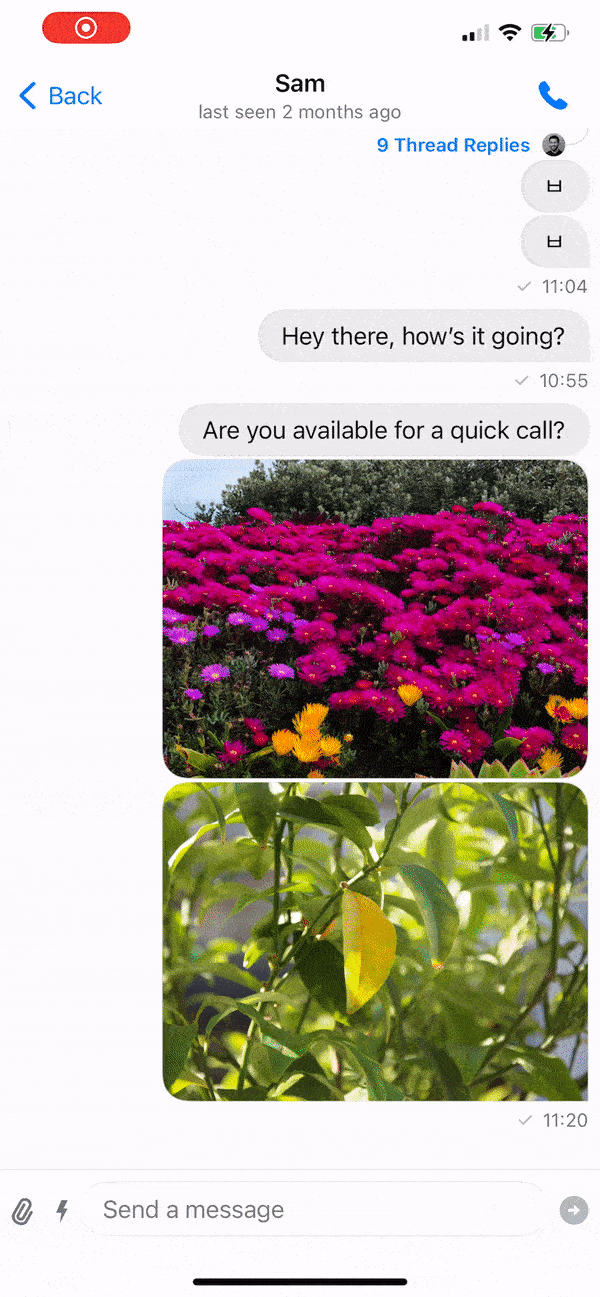 Back
Sam
last seen 2 months ago
9 Thread Replies
ㅂ
ㅂ
11:04
Hey there, how’s it going?
10:55
Are you available for a quick call?
11:20
Send a message